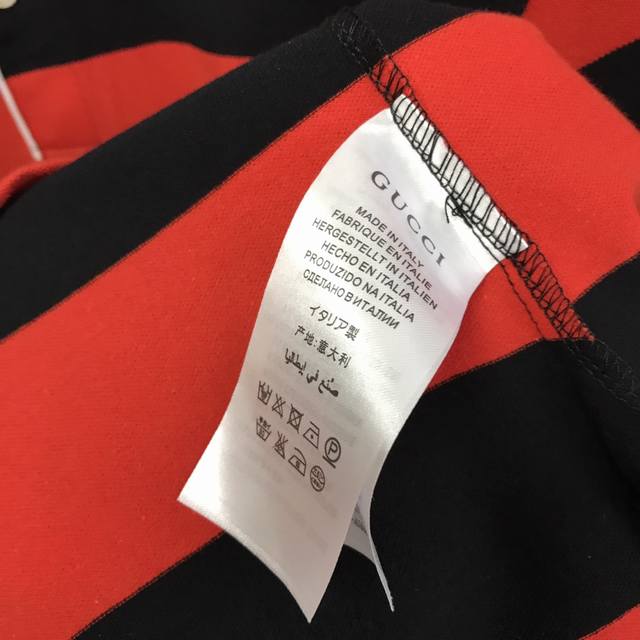 GUCCI
MADE IN ITALY
FABRIQUE EN ITALIE
HERGESTELLT IN ITALIEN
HECHO EN ITALIA
PRODUZIDO NA ITALIA
СДЕЛАНО В ИТАЛИИ
イタリア製
产地:意大利
صنع في إيطاليا
P